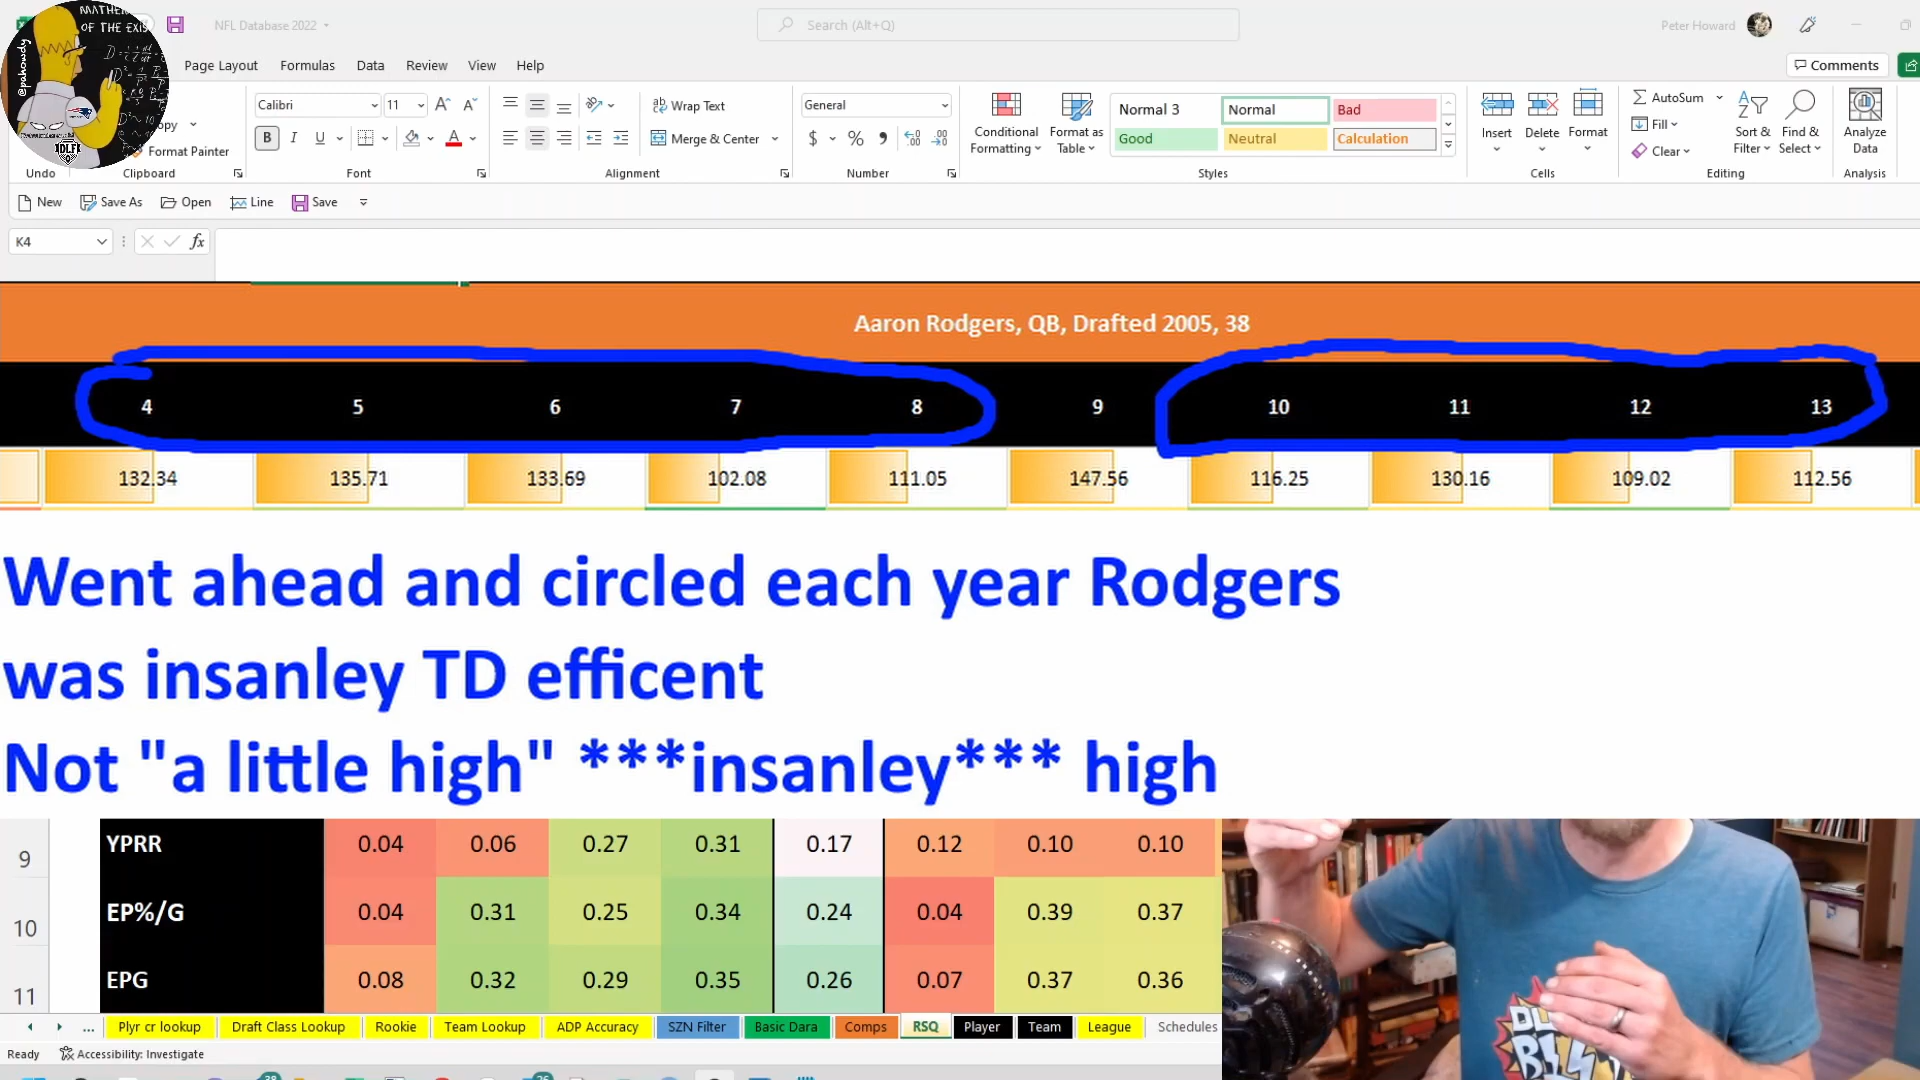 MATHEM
OF THE EXIS
@pahowdy
DLF
NFL Database 2022
Search (Alt+Q)
Peter Howard
Page Layout Formulas Data Review View Help
Comments
Calibri 11
Wrap Text
General
Conditional Formatting
Format as Table
Normal 3 Normal Bad
Good Neutral Calculation
Insert Delete Format
AutoSum
Fill
Clear
Sort & Filter
Find & Select
Analyze Data
Format Painter
B I U
Merge & Center
$ % ,
Undo Clipboard Font Alignment Number Styles Cells Editing Analysis
New Save As Open Line Save
K4 fx
Aaron Rodgers, QB, Drafted 2005, 38
4 5 6 7 8 9 10 11 12 13
132.34 135.71 133.69 102.08 111.05 147.56 116.25 130.16 109.02 112.56
Went ahead and circled each year Rodgers
was insanley TD efficent
Not "a little high" ***insanley*** high
9 YPRR 0.04 0.06 0.27 0.31 0.17 0.12 0.10 0.10
10 EP%/G 0.04 0.31 0.25 0.34 0.24 0.04 0.39 0.37
11 EPG 0.08 0.32 0.29 0.35 0.26 0.07 0.37 0.36
... Plyr cr lookup Draft Class Lookup Rookie Team Lookup ADP Accuracy SZN Filter Basic Dara Comps RSQ Player Team League Schedules
Ready Accessibility: Investigate